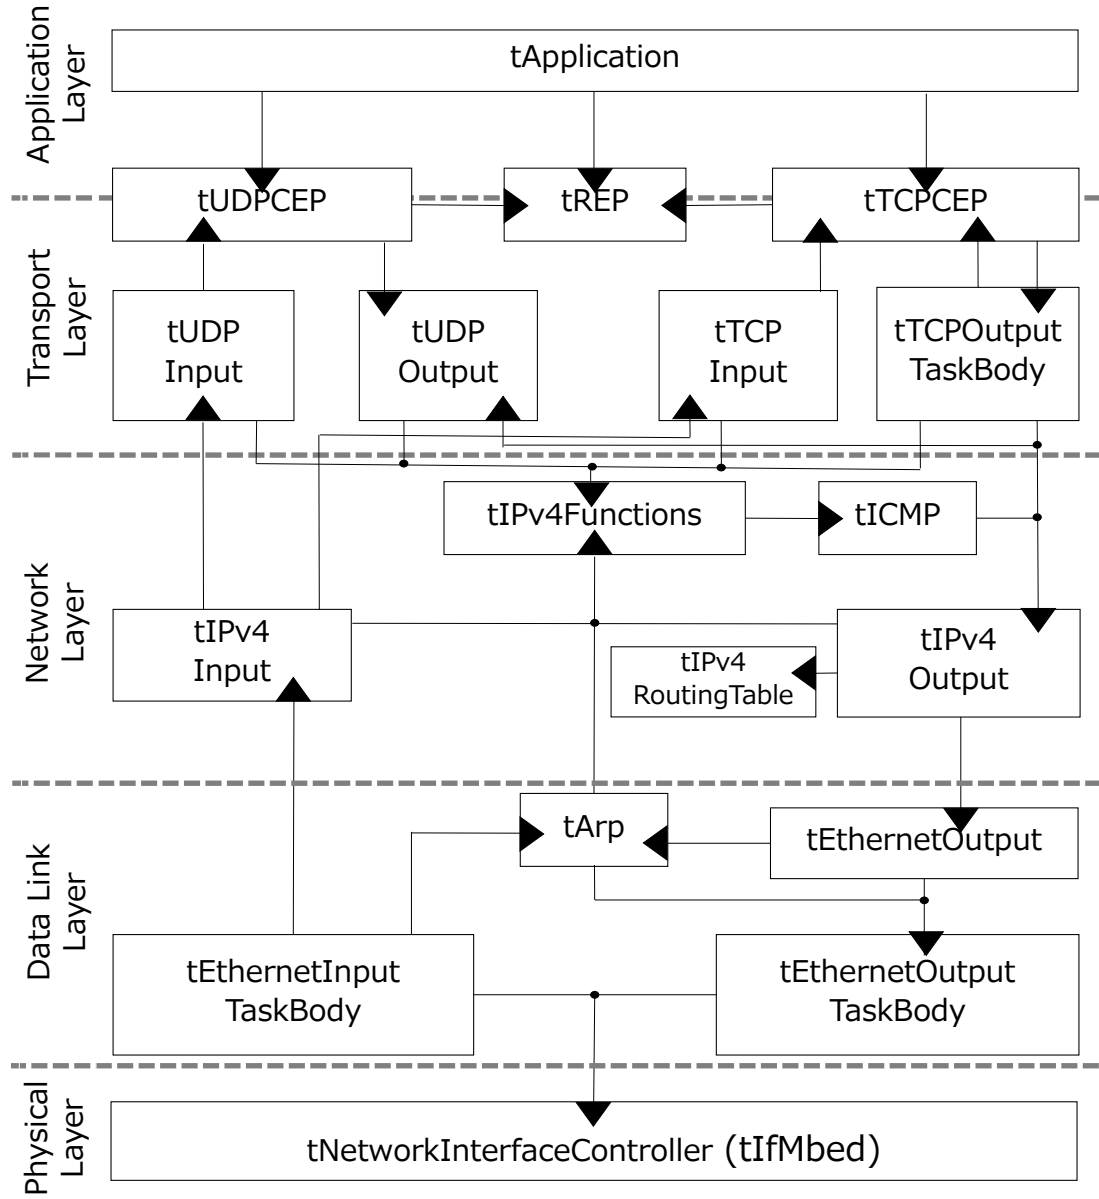 Application
Layer
tApplication
tUDPCEP
tREP
tTCPCEP
Transport
Layer
tUDP
Input
tUDP
Output
tTCP
Input
tTCPOutput
TaskBody
Network
Layer
tIPv4Functions
tICMP
tIPv4
Input
tIPv4
RoutingTable
tIPv4
Output
Data Link
Layer
tArp
tEthernetOutput
tEthernetInput
TaskBody
tEthernetOutput
TaskBody
Physical
Layer
tNetworkInterfaceController (tIfMbed)